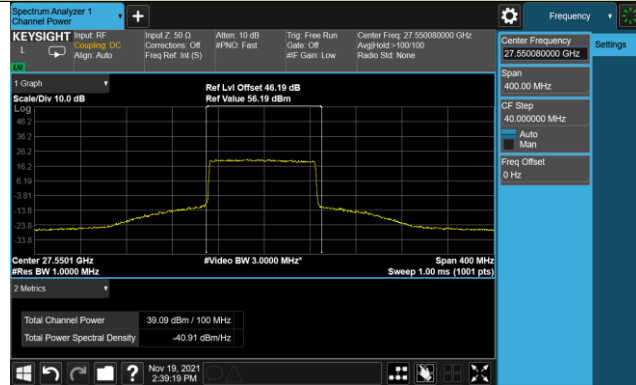 Spectrum Analyzer 1
Channel Power
Frequency
KEYSIGHT
L
Input: RF
Coupling: DC
Align: Auto
Input Z: 50 Ω
Corrections: Off
Freq Ref: Int (S)
Atten: 10 dB
#PNO: Fast
Trig: Free Run
Gate: Off
#IF Gain: Low
Center Freq: 27.550080000 GHz
Avg|Hold:>100/100
Radio Std: None
Center Frequency
27.550080000 GHz
Settings
Span
400.00 MHz
CF Step
40.000000 MHz
Auto
Man
Freq Offset
0 Hz
1 Graph
Scale/Div 10.0 dB
Ref Lvl Offset 46.19 dB
Ref Value 56.19 dBm
Log
46.2
36.2
26.2
16.2
6.19
-3.81
-13.8
-23.8
-33.8
Center 27.5501 GHz
#Res BW 1.0000 MHz
#Video BW 3.0000 MHz*
Span 400 MHz
Sweep 1.00 ms (1001 pts)
2 Metrics
Total Channel Power
39.09 dBm / 100 MHz
Total Power Spectral Density
-40.91 dBm/Hz
?
Nov 19, 2021
2:39:19 PM